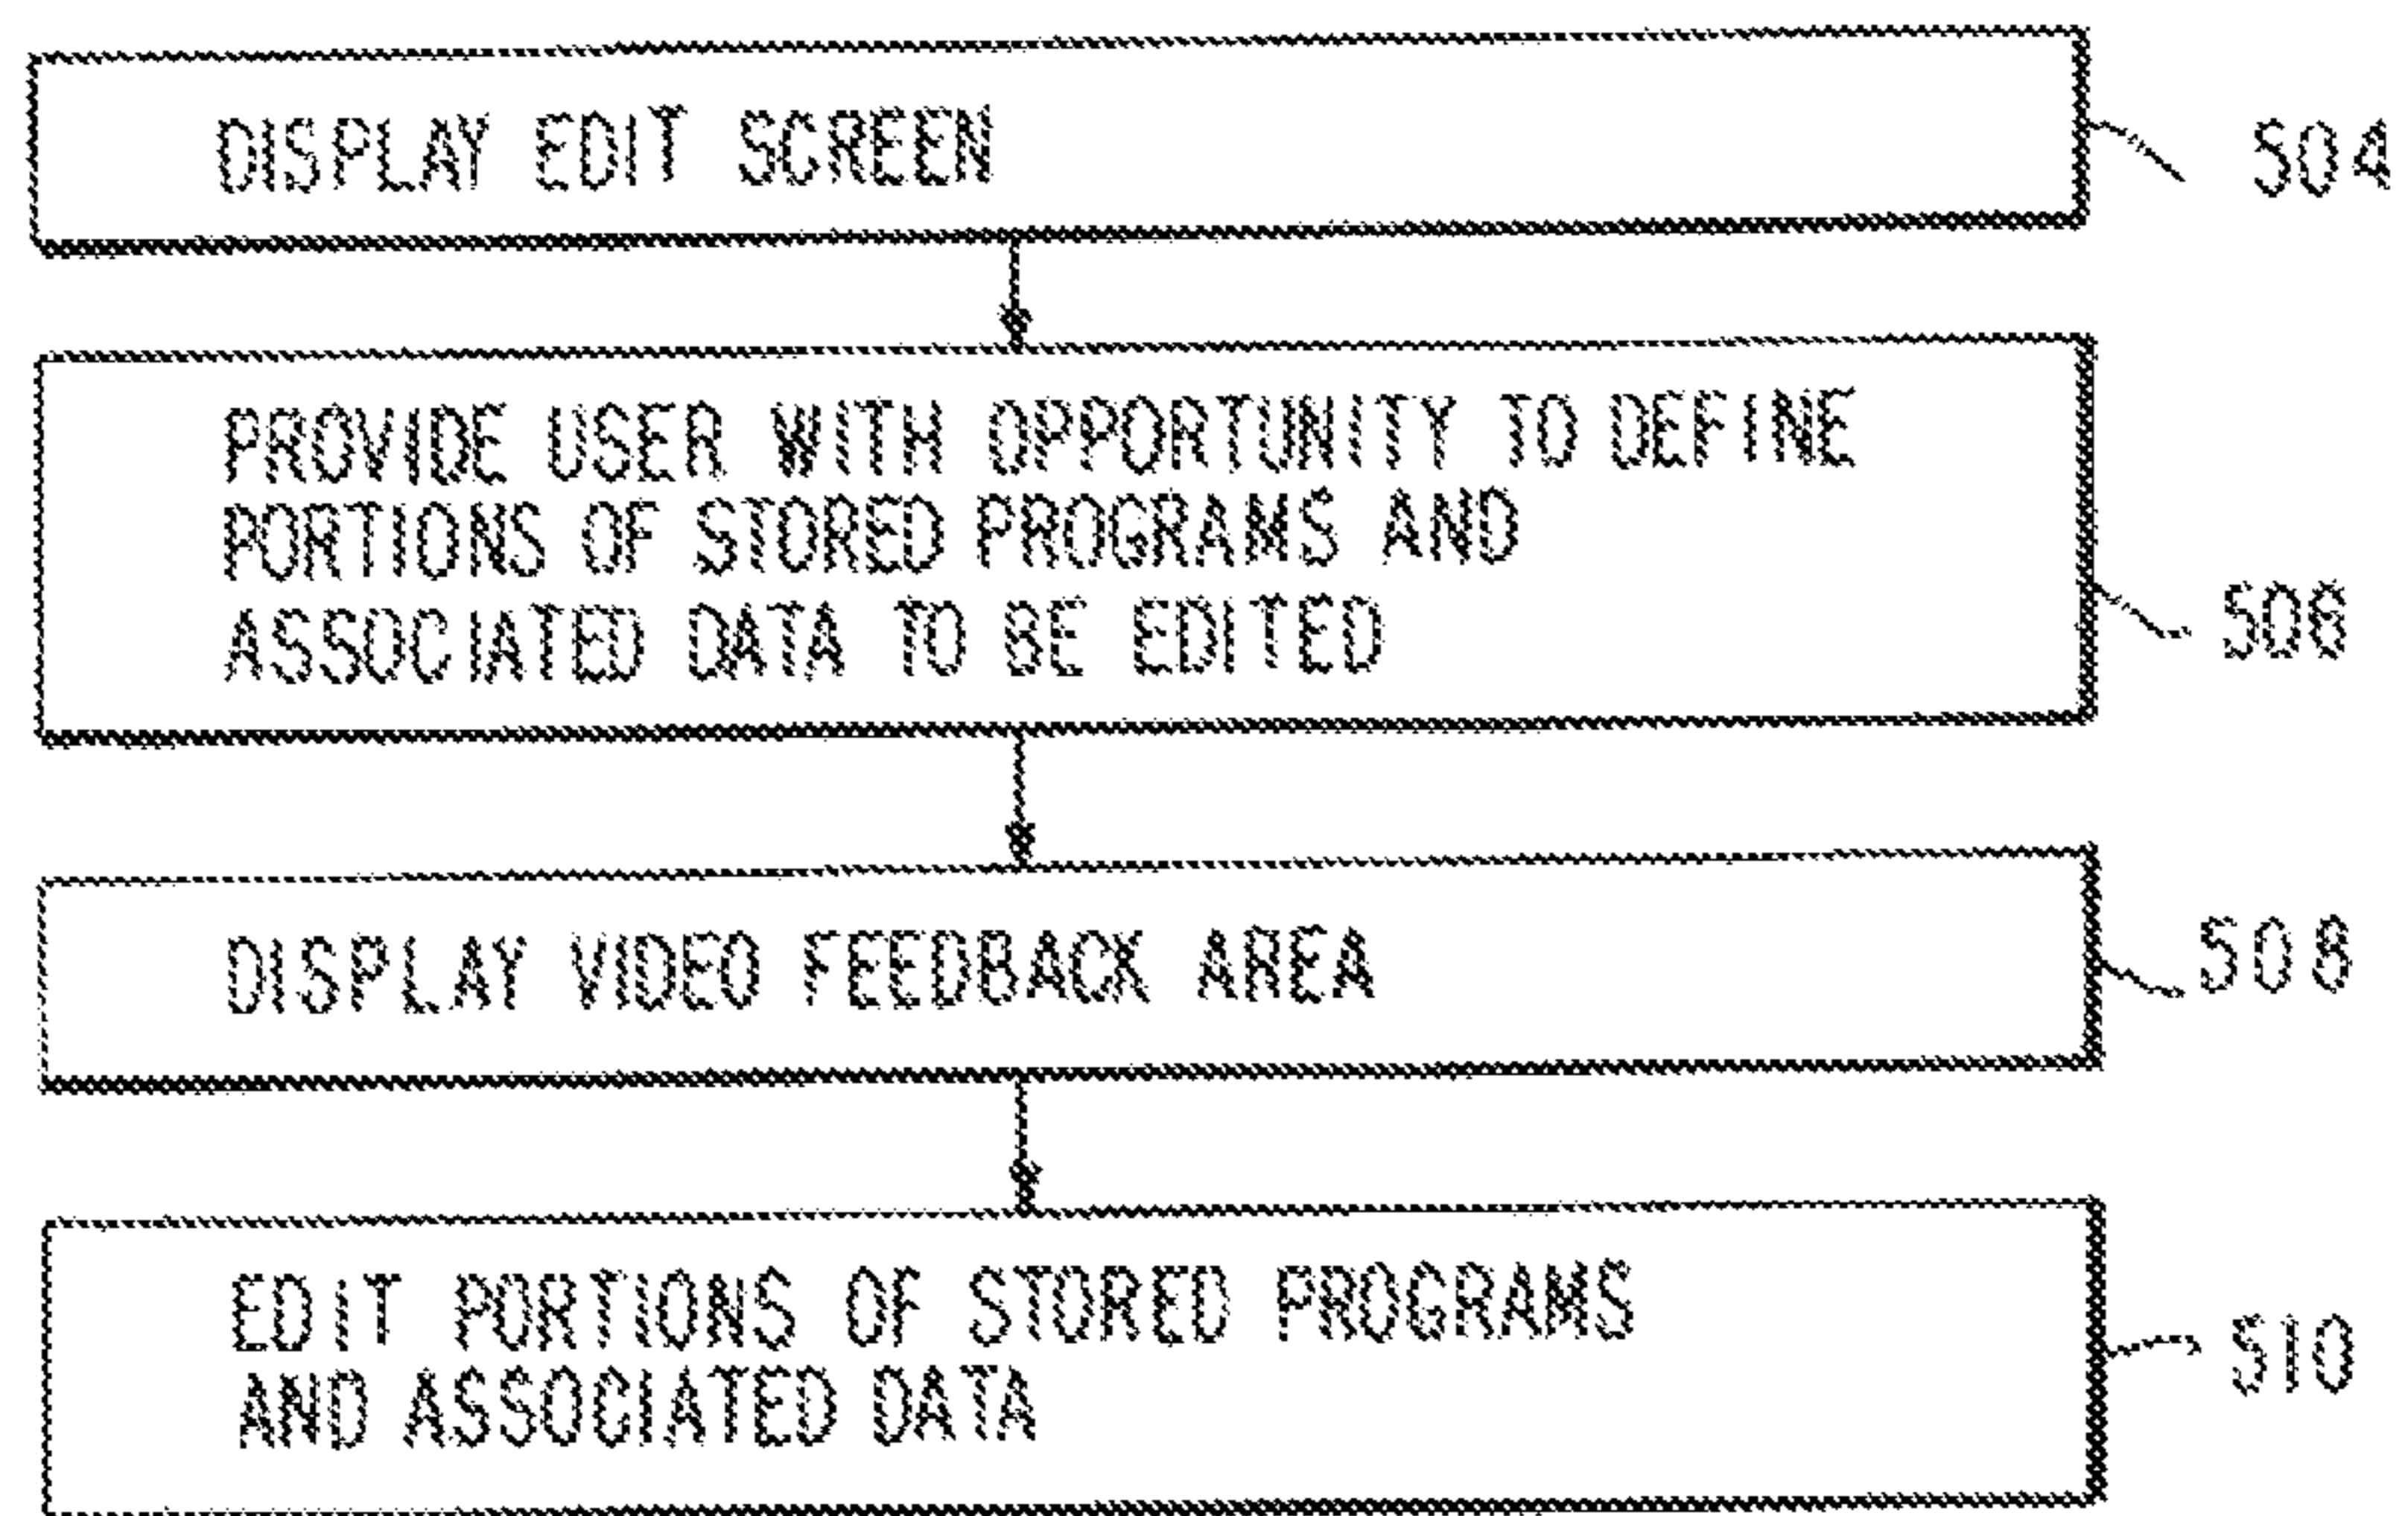 DISPLAY EDIT SCREEN
504
PROVIDE USER WITH OPPORTUNITY TO DEFINE
PORTIONS OF STORED PROGRAMS AND
ASSOCIATED DATA TO BE EDITED
506
DISPLAY VIDEO FEEDBACK AREA
508
EDIT PORTIONS OF STORED PROGRAMS
AND ASSOCIATED DATA
510